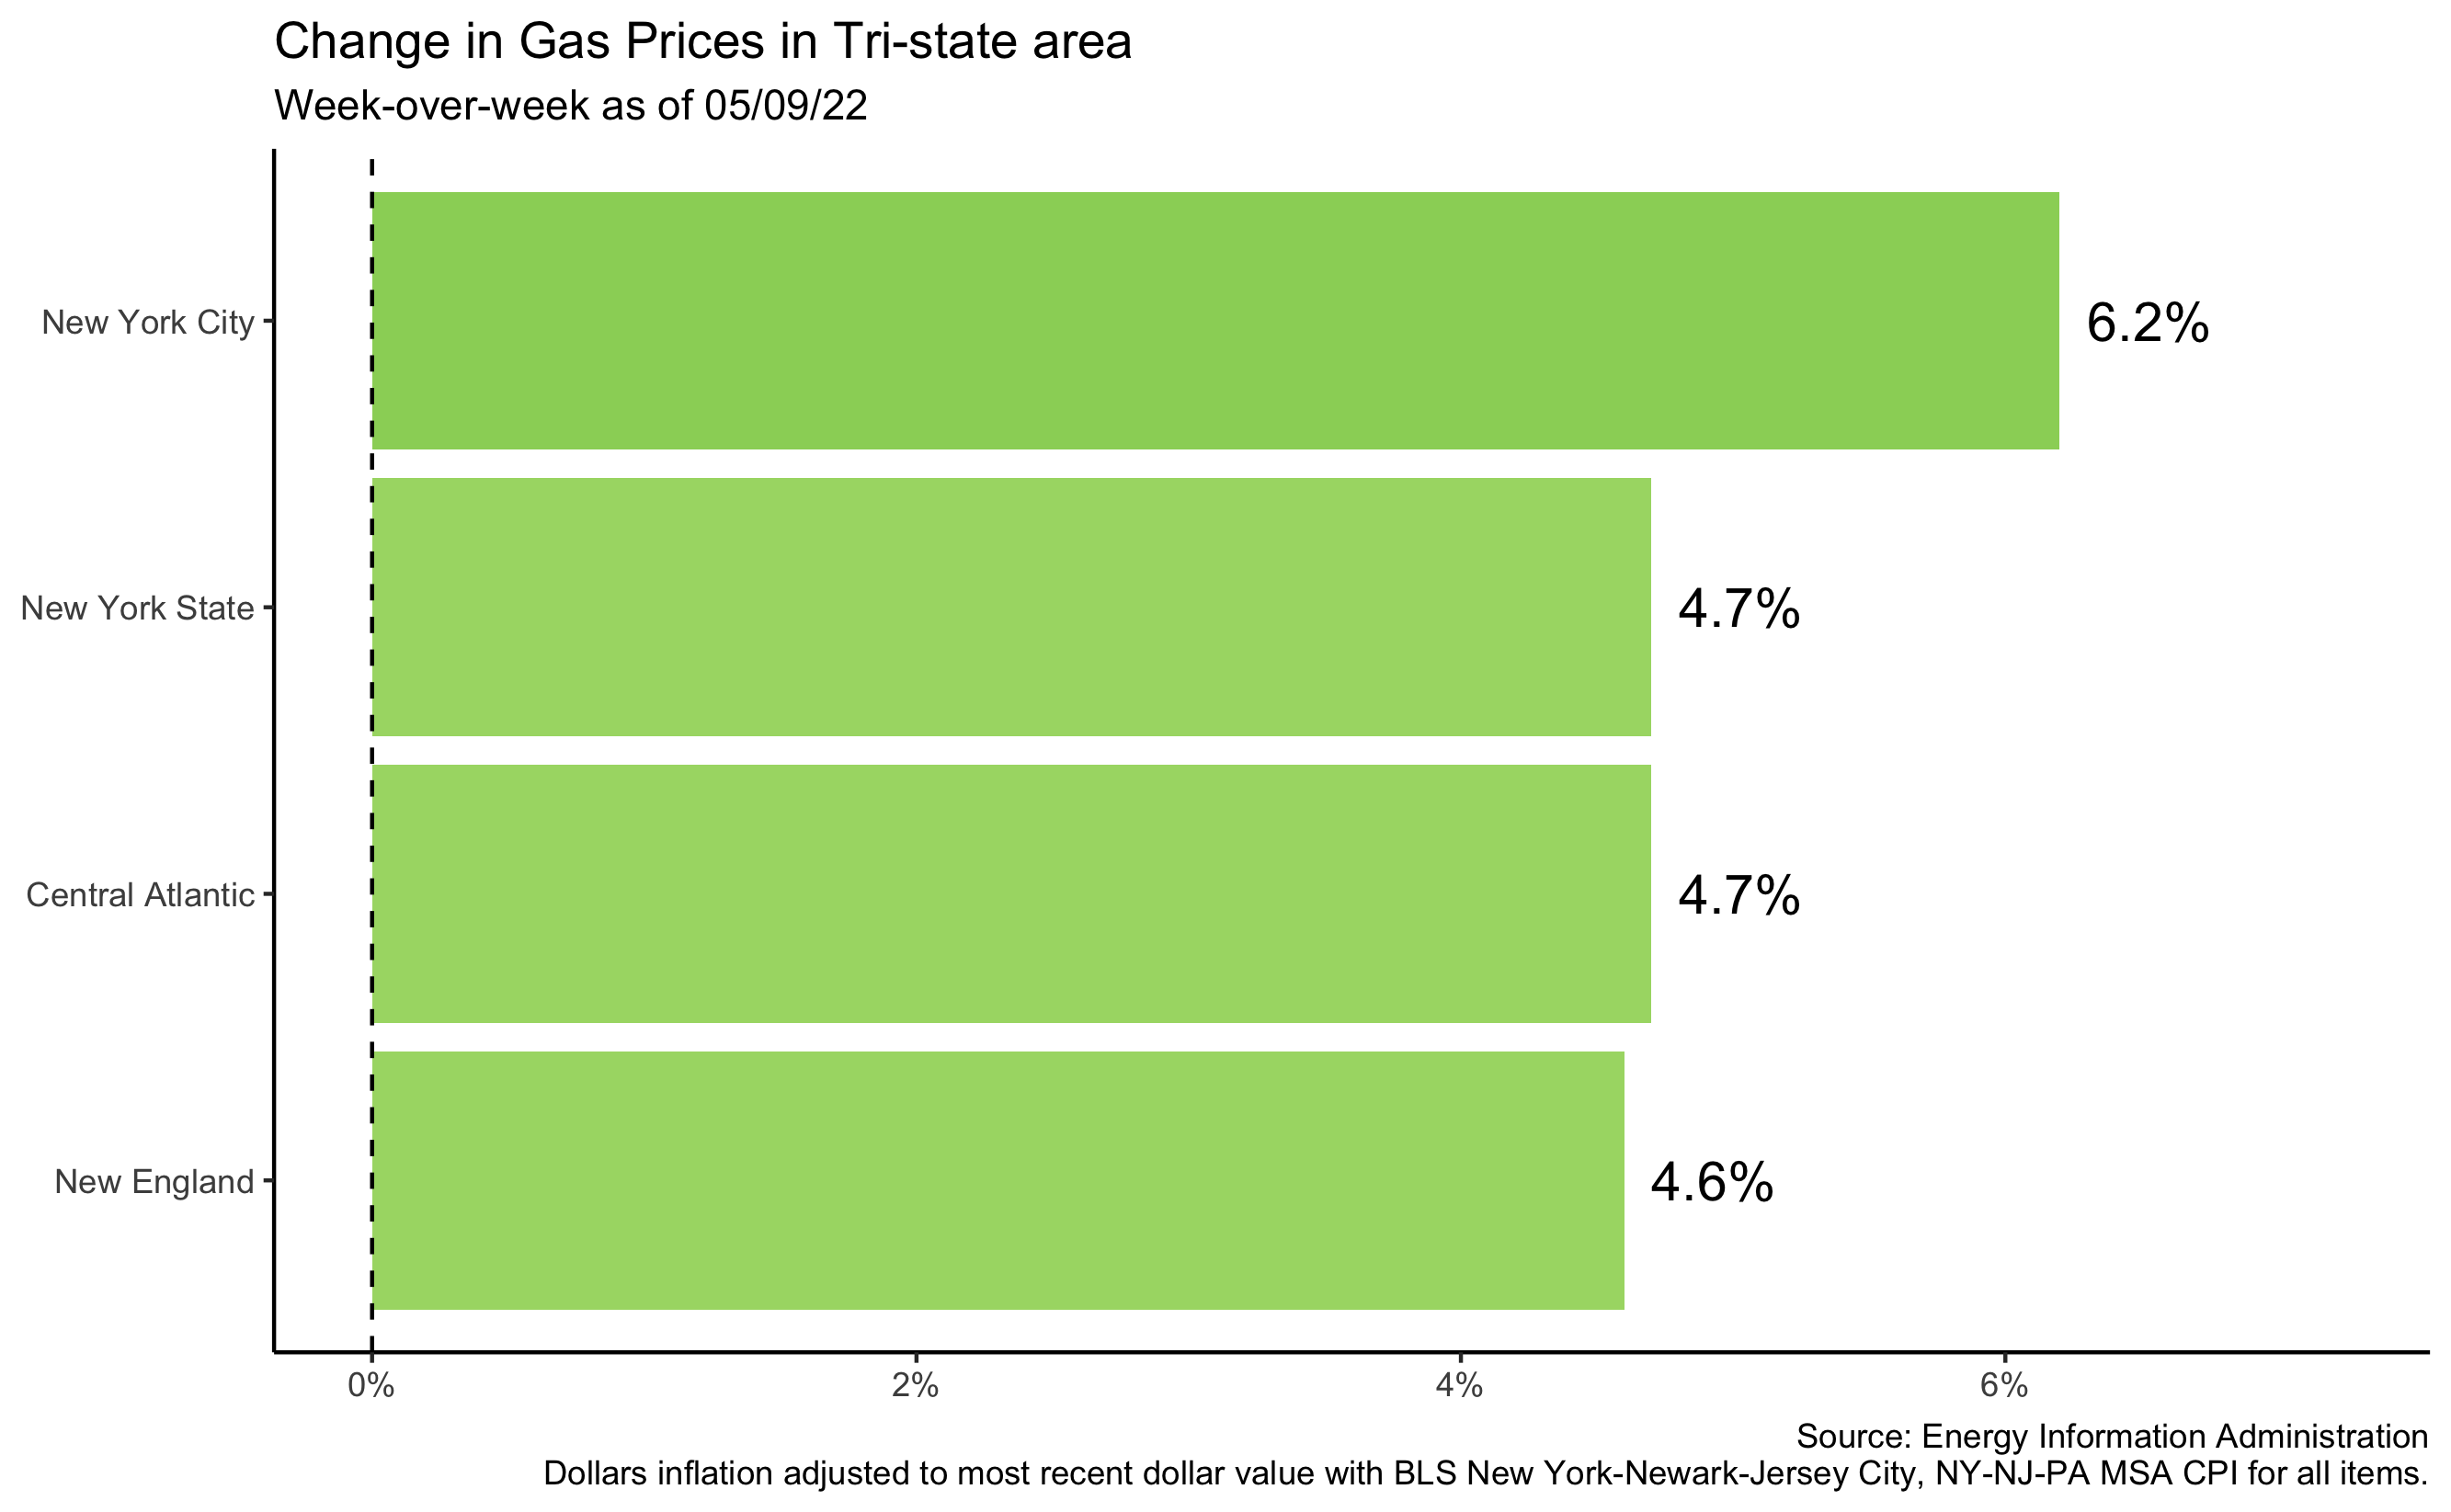 Change in Gas Prices in Tri-state area
Week-over-week as of 05/09/22
New York City
6.2%
New York State
4.7%
Central Atlantic
4.7%
New England
4.6%
0%
2%
4%
6%
Source: Energy Information Administration
Dollars inflation adjusted to most recent dollar value with BLS New York-Newark-Jersey City, NY-NJ-PA MSA CPI for all items.